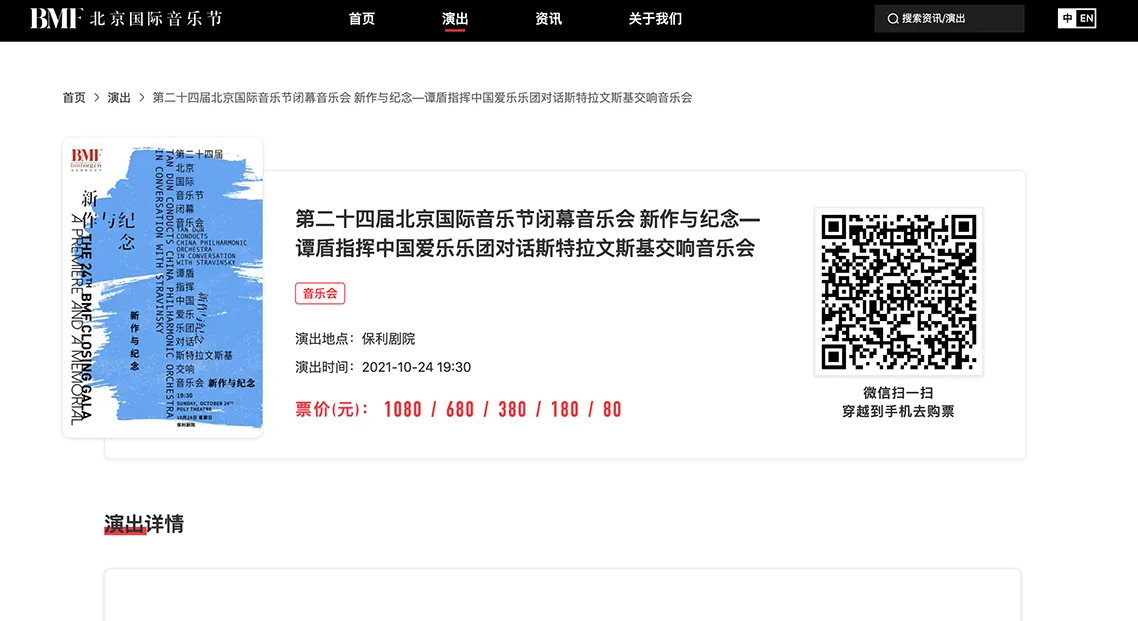 BMF 北京国际音乐节
首页
演出
资讯
关于我们
搜索资讯/演出
中 EN
首页 > 演出 > 第二十四届北京国际音乐节闭幕音乐会 新作与纪念—谭盾指挥中国爱乐乐团对话斯特拉文斯基交响音乐会
BMF
新作与纪念
A PREMIERE AND A MEMORIAL
THE 24TH BMF CLOSING GALA
新作与纪念
IN CONVERSATION WITH STRAVINSKY
TAN DUN CONDUCTS CHINA PHILHARMONIC ORCHESTRA
第二十四届
北京
国际
音乐节
闭幕
音乐会
TAN DUN
CONDUCTS
CHINA PHILHARMONIC
ORCHESTRA
IN CONVERSATION
WITH STRAVINSKY
谭盾
指挥
中国
爱乐
乐团
对话
斯特拉文斯基
交响
音乐会 新作与纪念
新作与纪念
19:30
SUNDAY, OCTOBER 24TH
POLY THEATRE
10月24日 星期日
保利剧院
第二十四届北京国际音乐节闭幕音乐会 新作与纪念—
谭盾指挥中国爱乐乐团对话斯特拉文斯基交响音乐会
音乐会
演出地点：保利剧院
演出时间：2021-10-24 19:30
票价(元)： 1080 / 680 / 380 / 180 / 80
微信扫一扫
穿越到手机去购票
演出详情